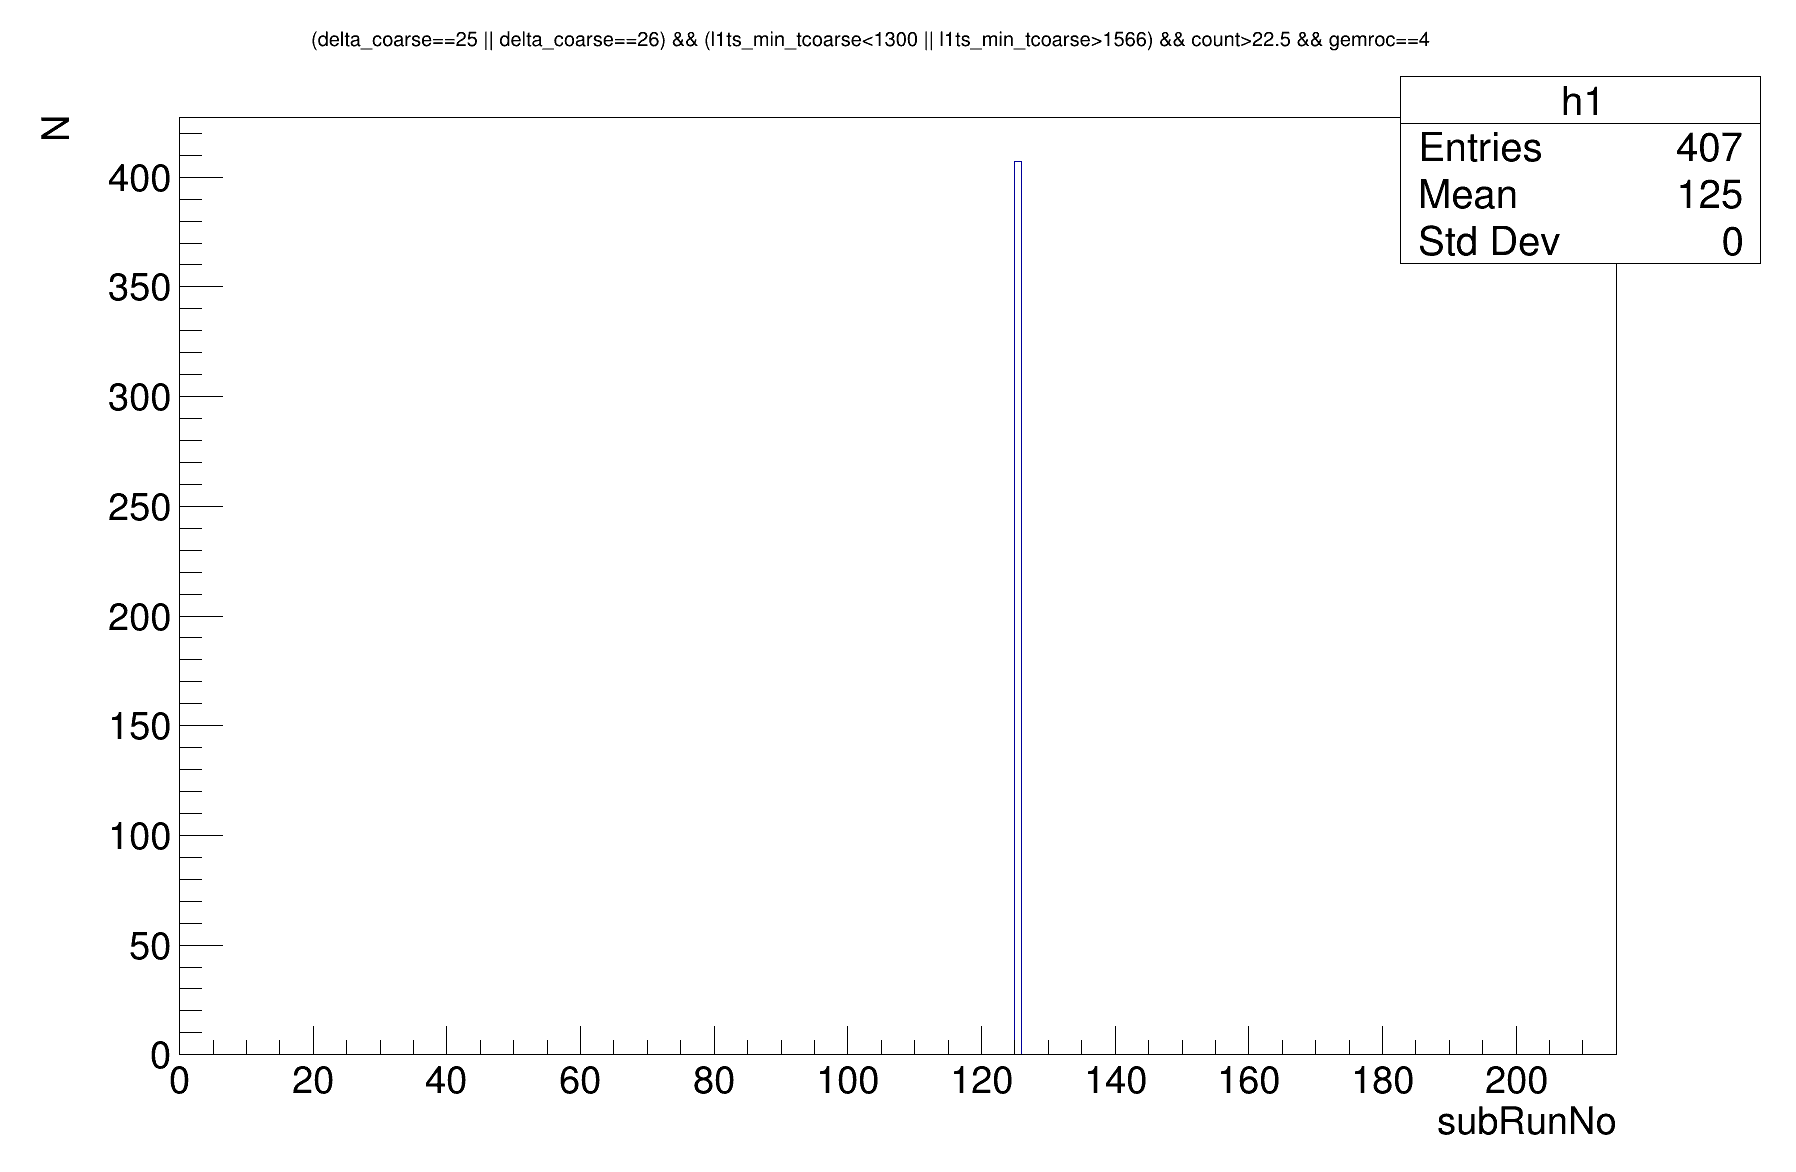 (delta_coarse==25 || delta_coarse==26) && (l1ts_min_tcoarse<1300 || l1ts_min_tcoarse>1566) && count>22.5 && gemroc==4
h1
Entries 407
Mean 125
Std Dev 0
N
400
350
300
250
200
150
100
50
0
0 20 40 60 80 100 120 140 160 180 200
subRunNo